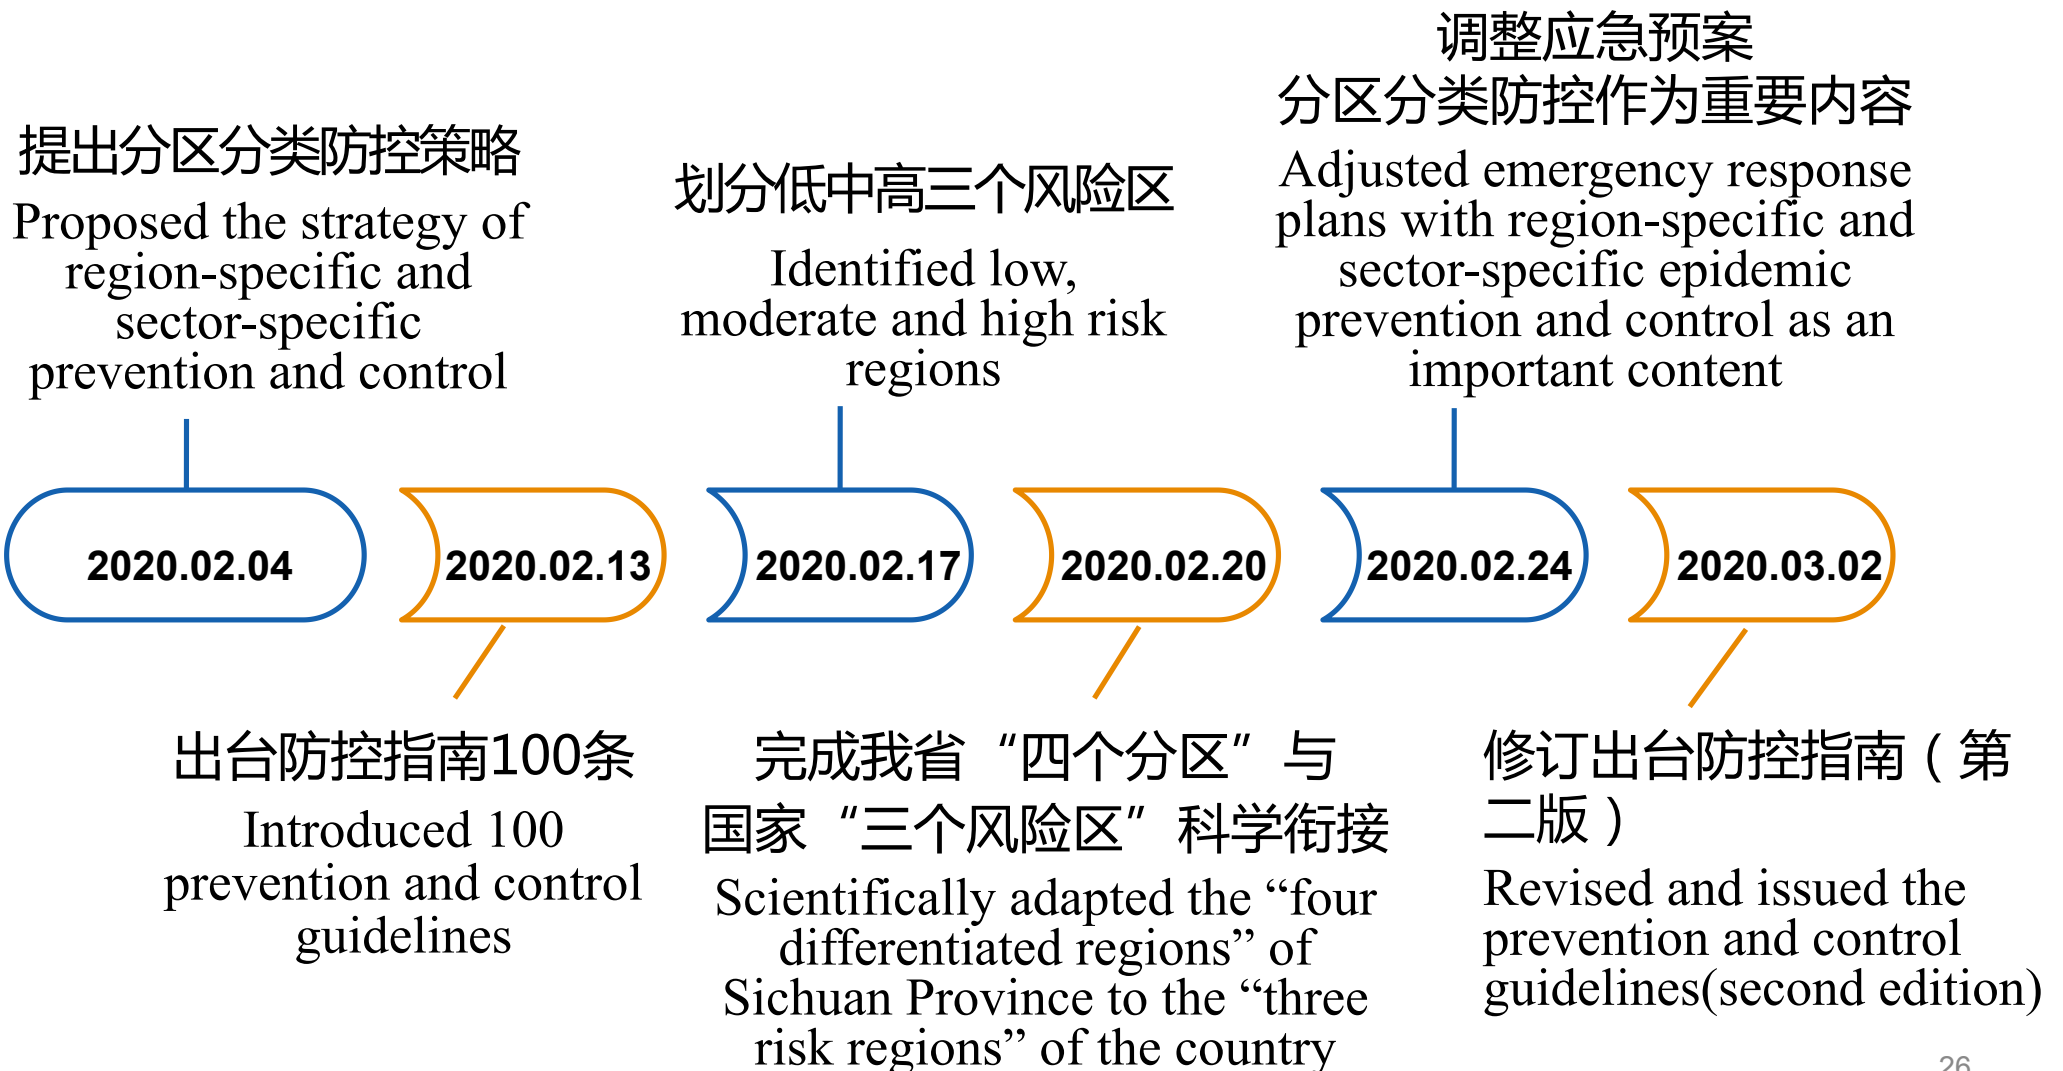 提出分区分类防控策略
Proposed the strategy of
region-specific and
sector-specific
prevention and control
划分低中高三个风险区
Identified low,
moderate and high risk
regions
调整应急预案
分区分类防控作为重要内容
Adjusted emergency response
plans with region-specific and
sector-specific epidemic
prevention and control as an
important content
2020.02.04
2020.02.13
2020.02.17
2020.02.20
2020.02.24
2020.03.02
出台防控指南100条
Introduced 100
prevention and control
guidelines
完成我省“四个分区”与
国家“三个风险区”科学衔接
Scientifically adapted the “four
differentiated regions” of
Sichuan Province to the “three
risk regions” of the country
修订出台防控指南（第
二版）
Revised and issued the
prevention and control
guidelines(second edition)
26